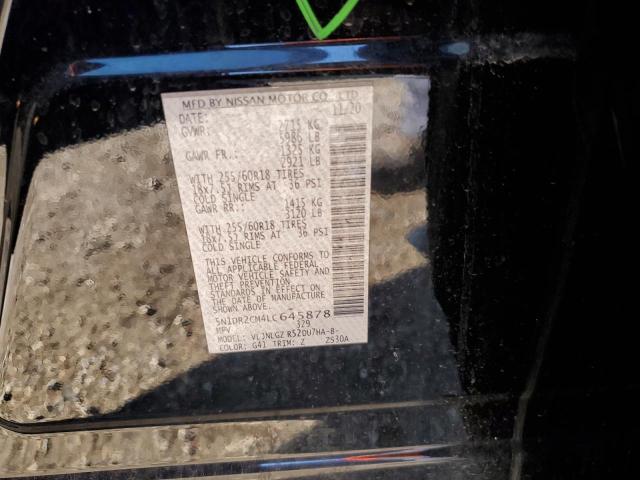 MFD BY NISSAN MOTOR CO., LTD.
DATE: 11/20
GVWR: 2715 KG
5986 LB
GAWR FR: 1325 KG
2921 LB
WITH 255/60R18 TIRES
18x7.5J RIMS AT 36 PSI
COLD SINGLE
GAWR RR: 1415 KG
3120 LB
WITH 255/60R18 TIRES
18x7.5J RIMS AT 36 PSI
COLD SINGLE
THIS VEHICLE CONFORMS TO
ALL APPLICABLE FEDERAL
MOTOR VEHICLE SAFETY AND
THEFT PREVENTION
STANDARDS IN EFFECT ON
THE DATE OF MANUFACTURE
SHOWN ABOVE.
5N1DR2CM4LC645878
MPV 329
MODEL: VLJNLGZ R52DU7HA-B-
COLOR: G41 TRIM: Z ZS30A